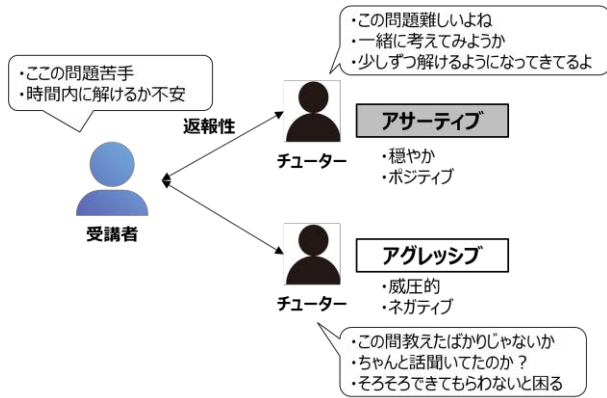 ・この問題難しいよね
・一緒に考えてみようか
・少しずつ解けるようになってきてるよ
・ここの問題苦手
・時間内に解けるか不安
返報性
アサーティブ
チューター
・穏やか
・ポジティブ
受講者
アグレッシブ
チューター
・威圧的
・ネガティブ
・この間教えたばかりじゃないか
・ちゃんと話聞いてたのか？
・そろそろできてもらわないと困る